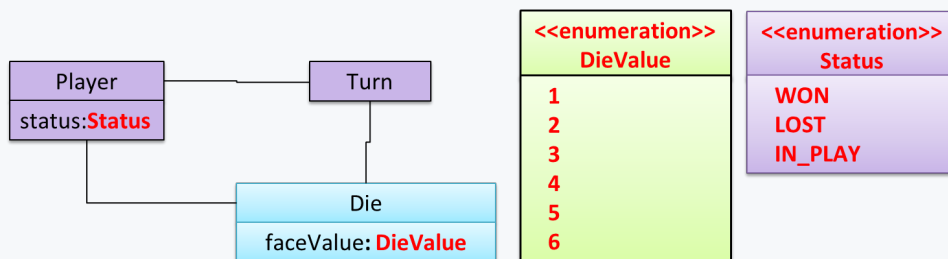 Player
status:Status
Turn
Die
faceValue: DieValue
<<enumeration>>
DieValue
1
2
3
4
5
6
<<enumeration>>
Status
WON
LOST
IN_PLAY